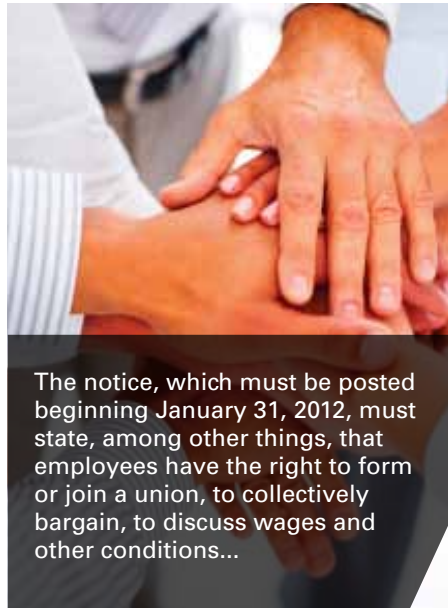 The notice, which must be posted
beginning January 31, 2012, must
state, among other things, that
employees have the right to form
or join a union, to collectively
bargain, to discuss wages and
other conditions...